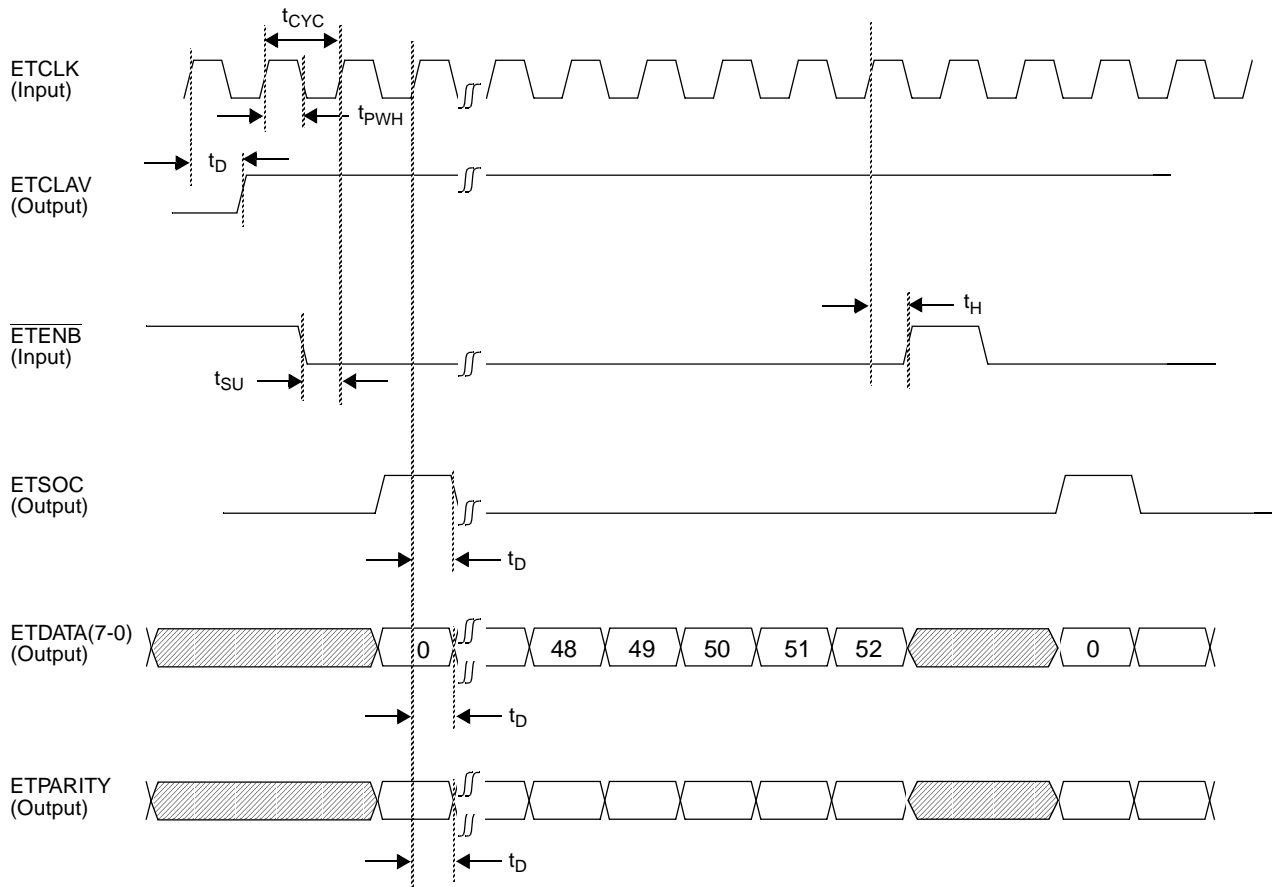 tCYC
ETCLK
(Input)
tPWH
tD
ETCLAV
(Output)
tH
ETENB
(Input)
tSU
ETSOC
(Output)
tD
ETDATA(7-0)
(Output)
0 48 49 50 51 52 0
tD
ETPARITY
(Output)
tD